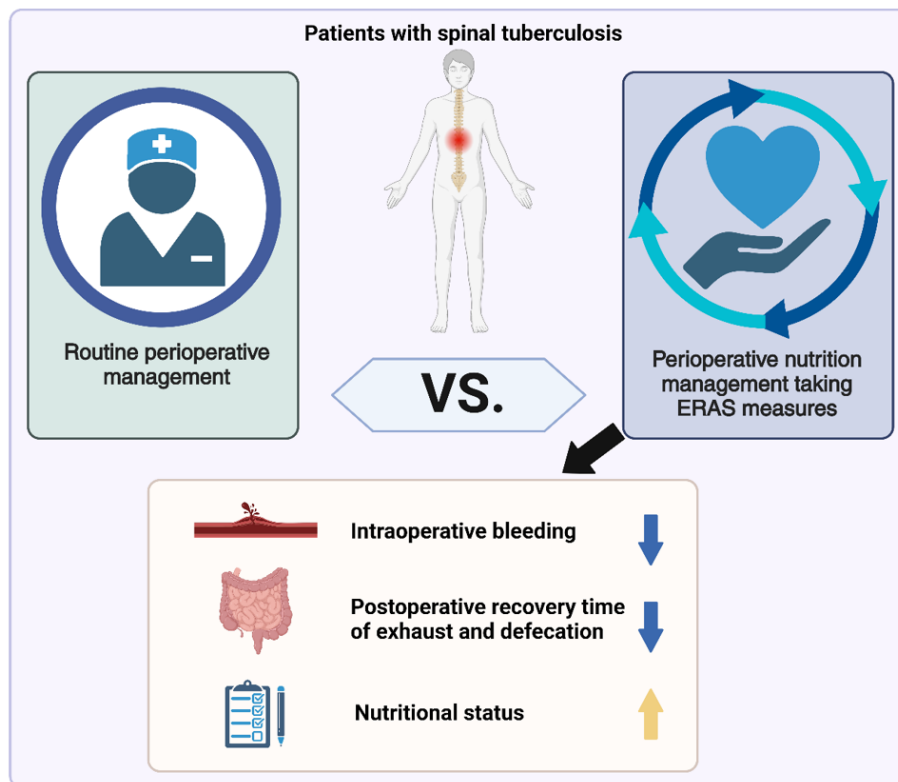 Patients with spinal tuberculosis
Routine perioperative
management
VS.
Perioperative nutrition
management taking
ERAS measures
Intraoperative bleeding
Postoperative recovery time
of exhaust and defecation
Nutritional status